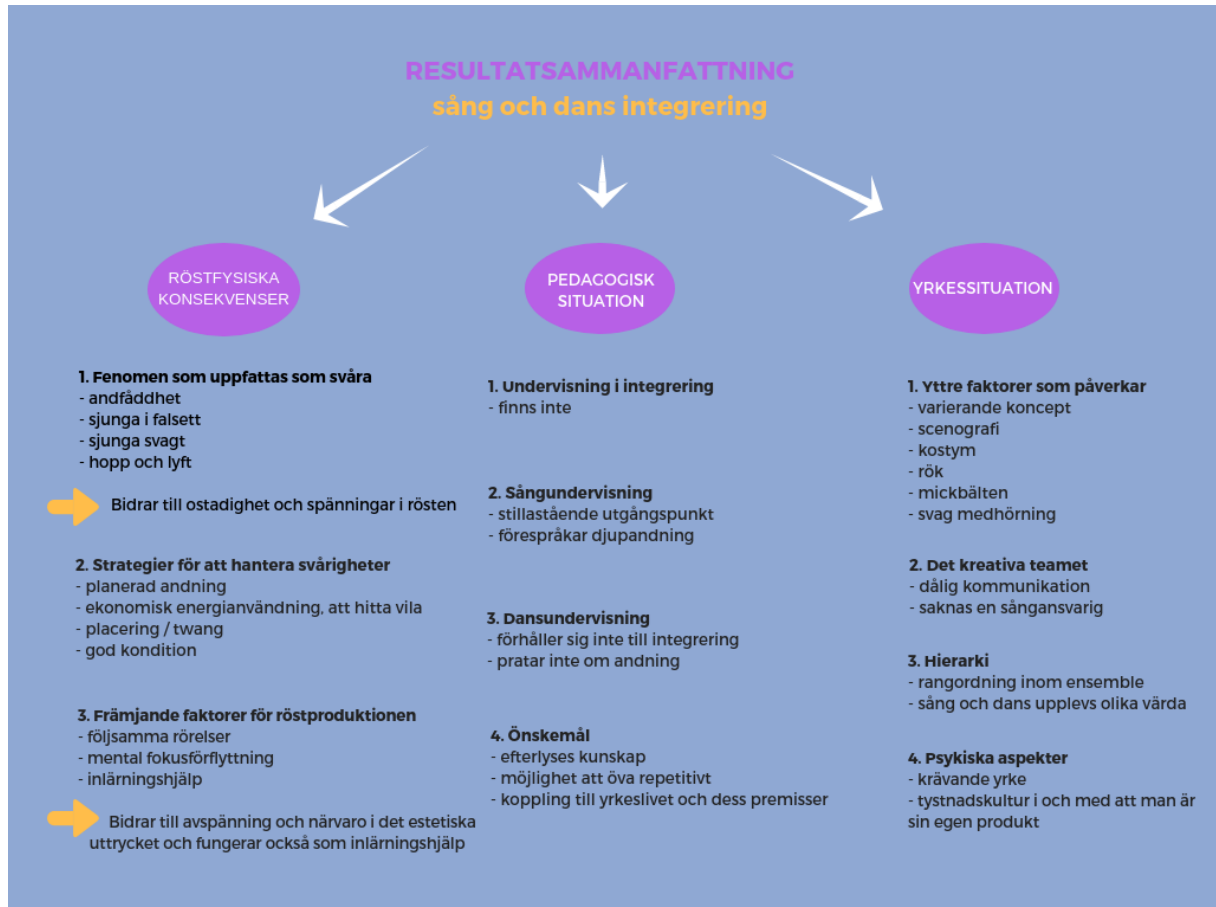 RESULTATSAMMANFATTNING
sång och dans integrering
RÖSTFYSISKA
KONSEKVENSER
1. Fenomen som uppfattas som svåra
- andfåddhet
- sjunga i falsett
- sjunga svagt
- hopp och lyft
Bidrar till ostadighet och spänningar i rösten
2. Strategier för att hantera svårigheter
- planerad andning
- ekonomisk energianvändning, att hitta vila
- placering / twang
- god kondition
3. Främjande faktorer för röstproduktionen
- följsamma rörelser
- mental fokusförflyttning
- inlärningshjälp
Bidrar till avspänning och närvaro i det estetiska
uttrycket och fungerar också som inlärningshjälp
PEDAGOGISK
SITUATION
1. Undervisning i integrering
- finns inte
2. Sångundervisning
- stillastående utgångspunkt
- förespråkar djupandning
3. Dansundervisning
- förhåller sig inte till integrering
- pratar inte om andning
4. Önskemål
- efterlyses kunskap
- möjlighet att öva repetitivt
- koppling till yrkeslivet och dess premisser
YRKESSITUATION
1. Yttre faktorer som påverkar
- varierande koncept
- scenografi
- kostym
- rök
- mickbälten
- svag medhörning
2. Det kreativa teamet
- dålig kommunikation
- saknas en sångansvarig
3. Hierarki
- rangordning inom ensemble
- sång och dans upplevs olika värda
4. Psykiska aspekter
- krävande yrke
- tystnadskultur i och med att man är
sin egen produkt